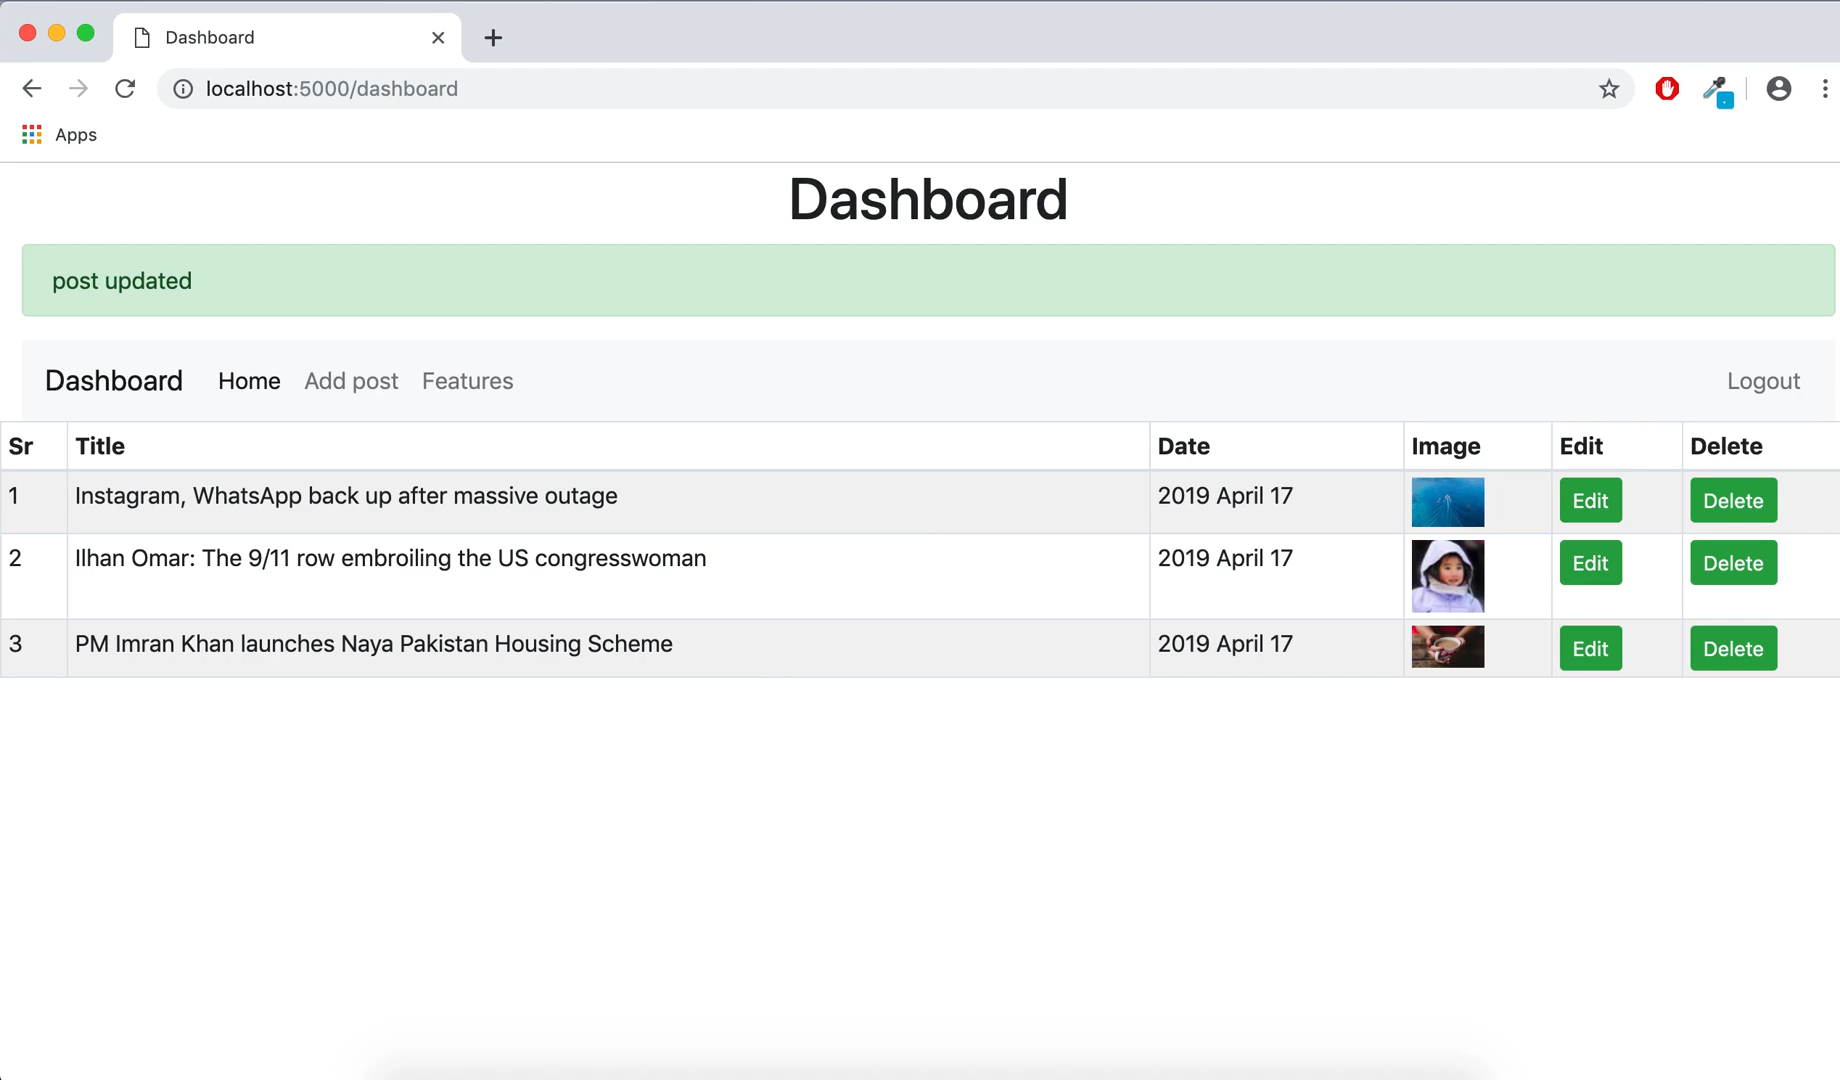 Dashboard
localhost:5000/dashboard
Apps
Dashboard
post updated
Dashboard Home Add post Features Logout
Sr Title Date Image Edit Delete
1 Instagram, WhatsApp back up after massive outage 2019 April 17 Edit Delete
2 Ilhan Omar: The 9/11 row embroiling the US congresswoman 2019 April 17 Edit Delete
3 PM Imran Khan launches Naya Pakistan Housing Scheme 2019 April 17 Edit Delete